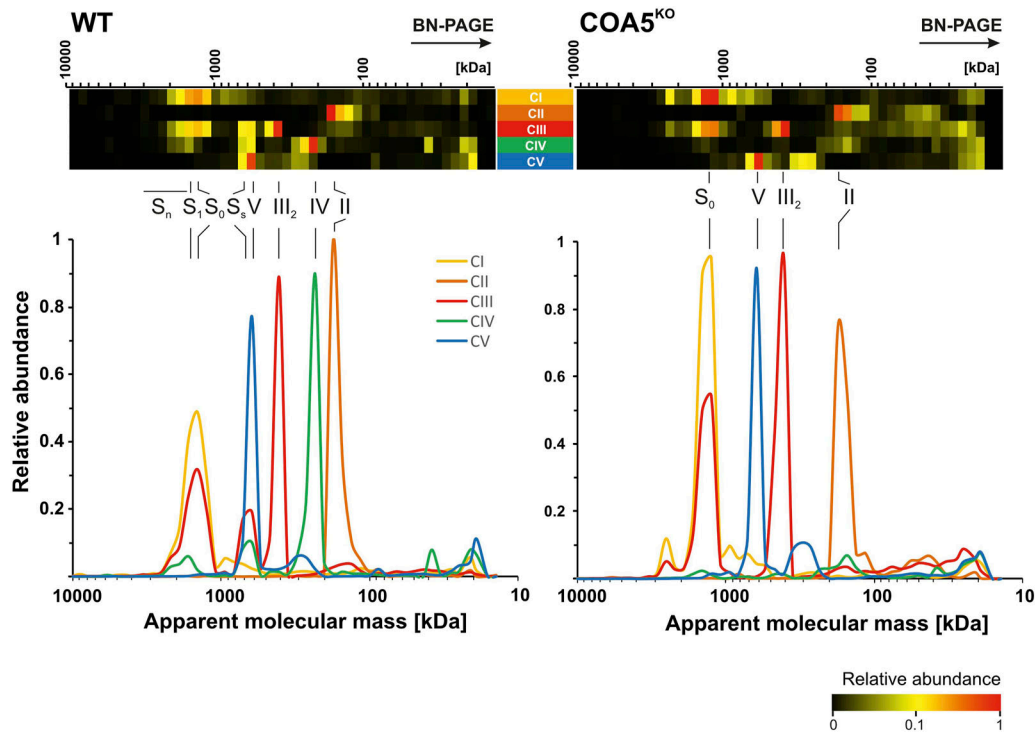 WT
BN-PAGE
10000
1000
100
[kDa]
COA5KO
BN-PAGE
10000
1000
100
[kDa]
CI
CII
CIII
CIV
CV
Sn S1 S0 Ss V III2 IV II
S0 V III2 II
Relative abundance
1
0.8
0.6
0.4
0.2
CI
CII
CIII
CIV
CV
10000 1000 100 10
Apparent molecular mass [kDa]
1
0.8
0.6
0.4
0.2
10000 1000 100 10
Apparent molecular mass [kDa]
Relative abundance
0 0.1 1